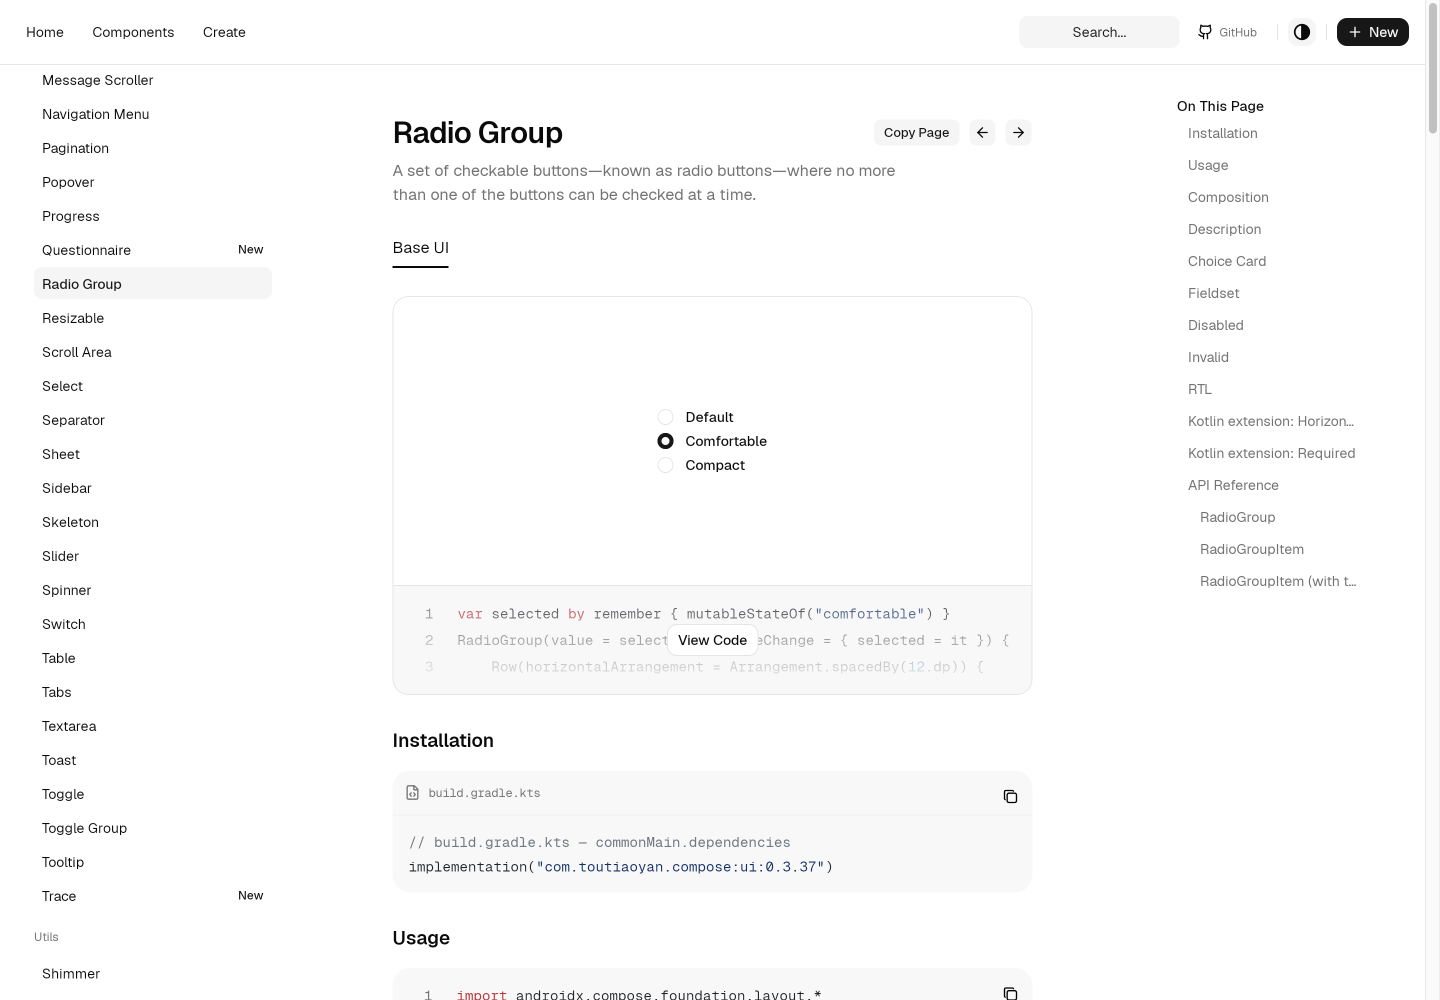 Home
Components
Create
Search...
GitHub
New
Message Scroller
Navigation Menu
Pagination
Popover
Progress
Questionnaire New
Radio Group
Resizable
Scroll Area
Select
Separator
Sheet
Sidebar
Skeleton
Slider
Spinner
Switch
Table
Tabs
Textarea
Toast
Toggle
Toggle Group
Tooltip
Trace New
Utils
Shimmer
Radio Group
Copy Page
A set of checkable buttons—known as radio buttons—where no more
than one of the buttons can be checked at a time.
Base UI
Default
Comfortable
Compact
1 var selected by remember { mutableStateOf("comfortable") }
2 RadioGroup(value = select
View Code
eChange = { selected = it }) {
3 Row(horizontalArrangement = Arrangement.spacedBy(12.dp)) {
Installation
build.gradle.kts
// build.gradle.kts — commonMain.dependencies
implementation("com.toutiaoyan.compose:ui:0.3.37")
Usage
1 import androidx.compose.foundation.layout.*
On This Page
Installation
Usage
Composition
Description
Choice Card
Fieldset
Disabled
Invalid
RTL
Kotlin extension: Horizon...
Kotlin extension: Required
API Reference
RadioGroup
RadioGroupItem
RadioGroupItem (with t...